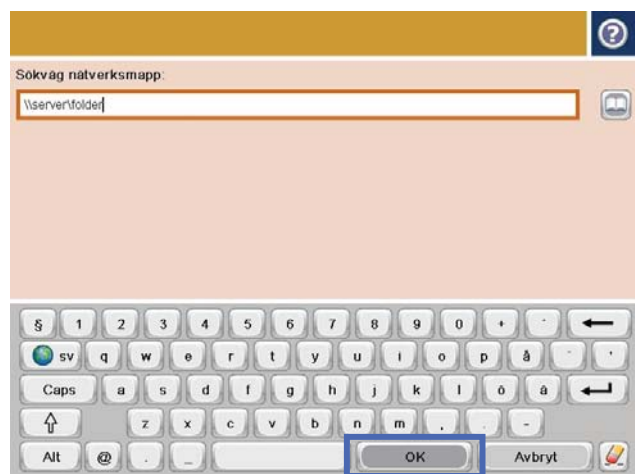 Sökväg nätverksmapp:
\\server\folder
§ 1 2 3 4 5 6 7 8 9 0 + ´
sv q w e r t y u i o p å ¨ '
Caps a s d f g h j k l ö ä
z x c v b n m , . -
Alt @ . _ OK Avbryt